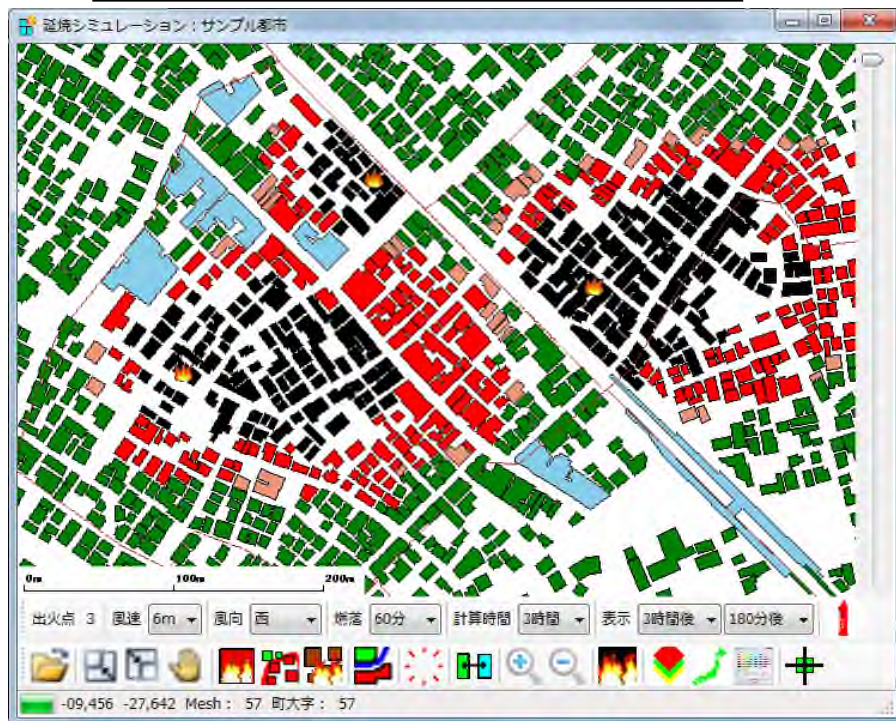 延焼シミュレーション：サンプル都市
0m 100m 200m
出火点 3 風速 6m 風向 西 燃落 60分 計算時間 3時間 表示 3時間後 180分後
-09,456 -27,642 Mesh： 57 町大字： 57